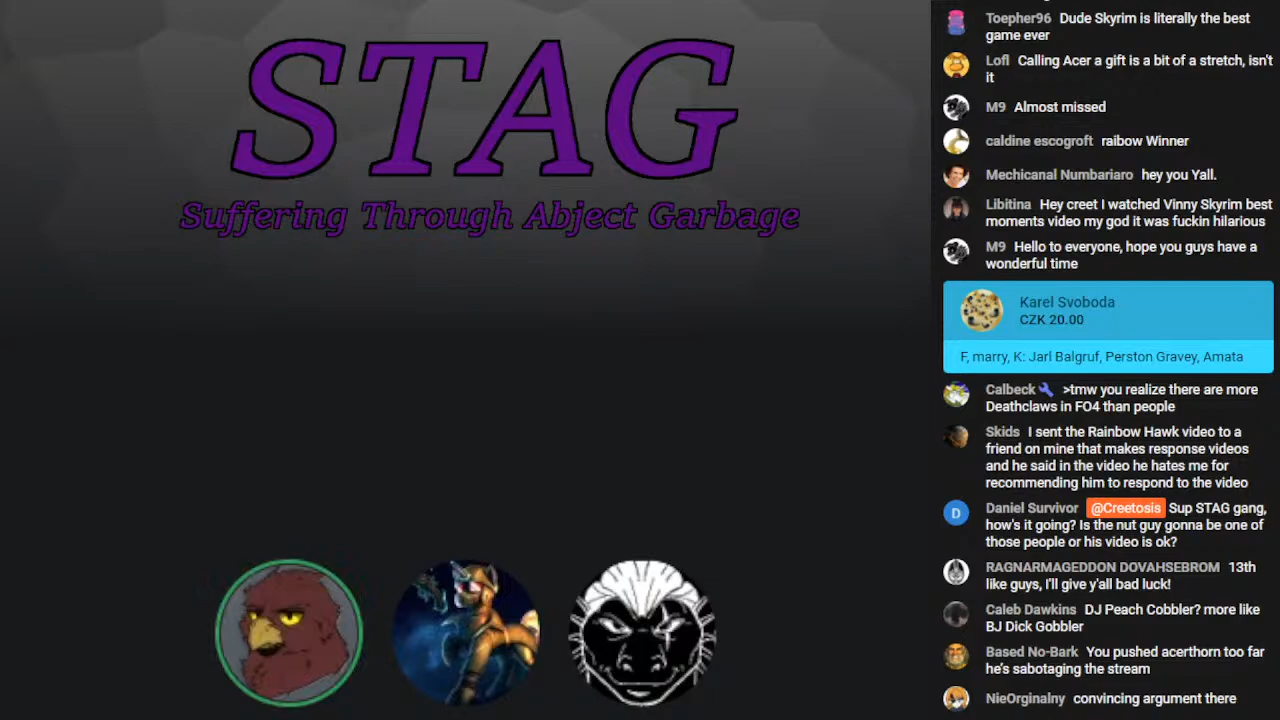 STAG
Suffering Through Abject Garbage
Toepher96 Dude Skyrim is literally the best
game ever
Lofl Calling Acer a gift is a bit of a stretch, isn't
it
M9 Almost missed
caldine escogroft raibow Winner
Mechicanal Numbariaro hey you Yall.
Libitina Hey creet I watched Vinny Skyrim best
moments video my god it was fuckin hilarious
M9 Hello to everyone, hope you guys have a
wonderful time
Karel Svoboda
CZK 20.00
F, marry, K: Jarl Balgruf, Perston Gravey, Amata
Calbeck >tmw you realize there are more
Deathclaws in FO4 than people
Skids I sent the Rainbow Hawk video to a
friend on mine that makes response videos
and he said in the video he hates me for
recommending him to respond to the video
D
Daniel Survivor @Creetosis Sup STAG gang,
how's it going? Is the nut guy gonna be one of
those people or his video is ok?
RAGNARMAGEDDON DOVAHSEBROM 13th
like guys, I'll give y'all bad luck!
Caleb Dawkins DJ Peach Cobbler? more like
BJ Dick Gobbler
Based No-Bark You pushed acerthorn too far
he's sabotaging the stream
NieOrginalny convincing argument there